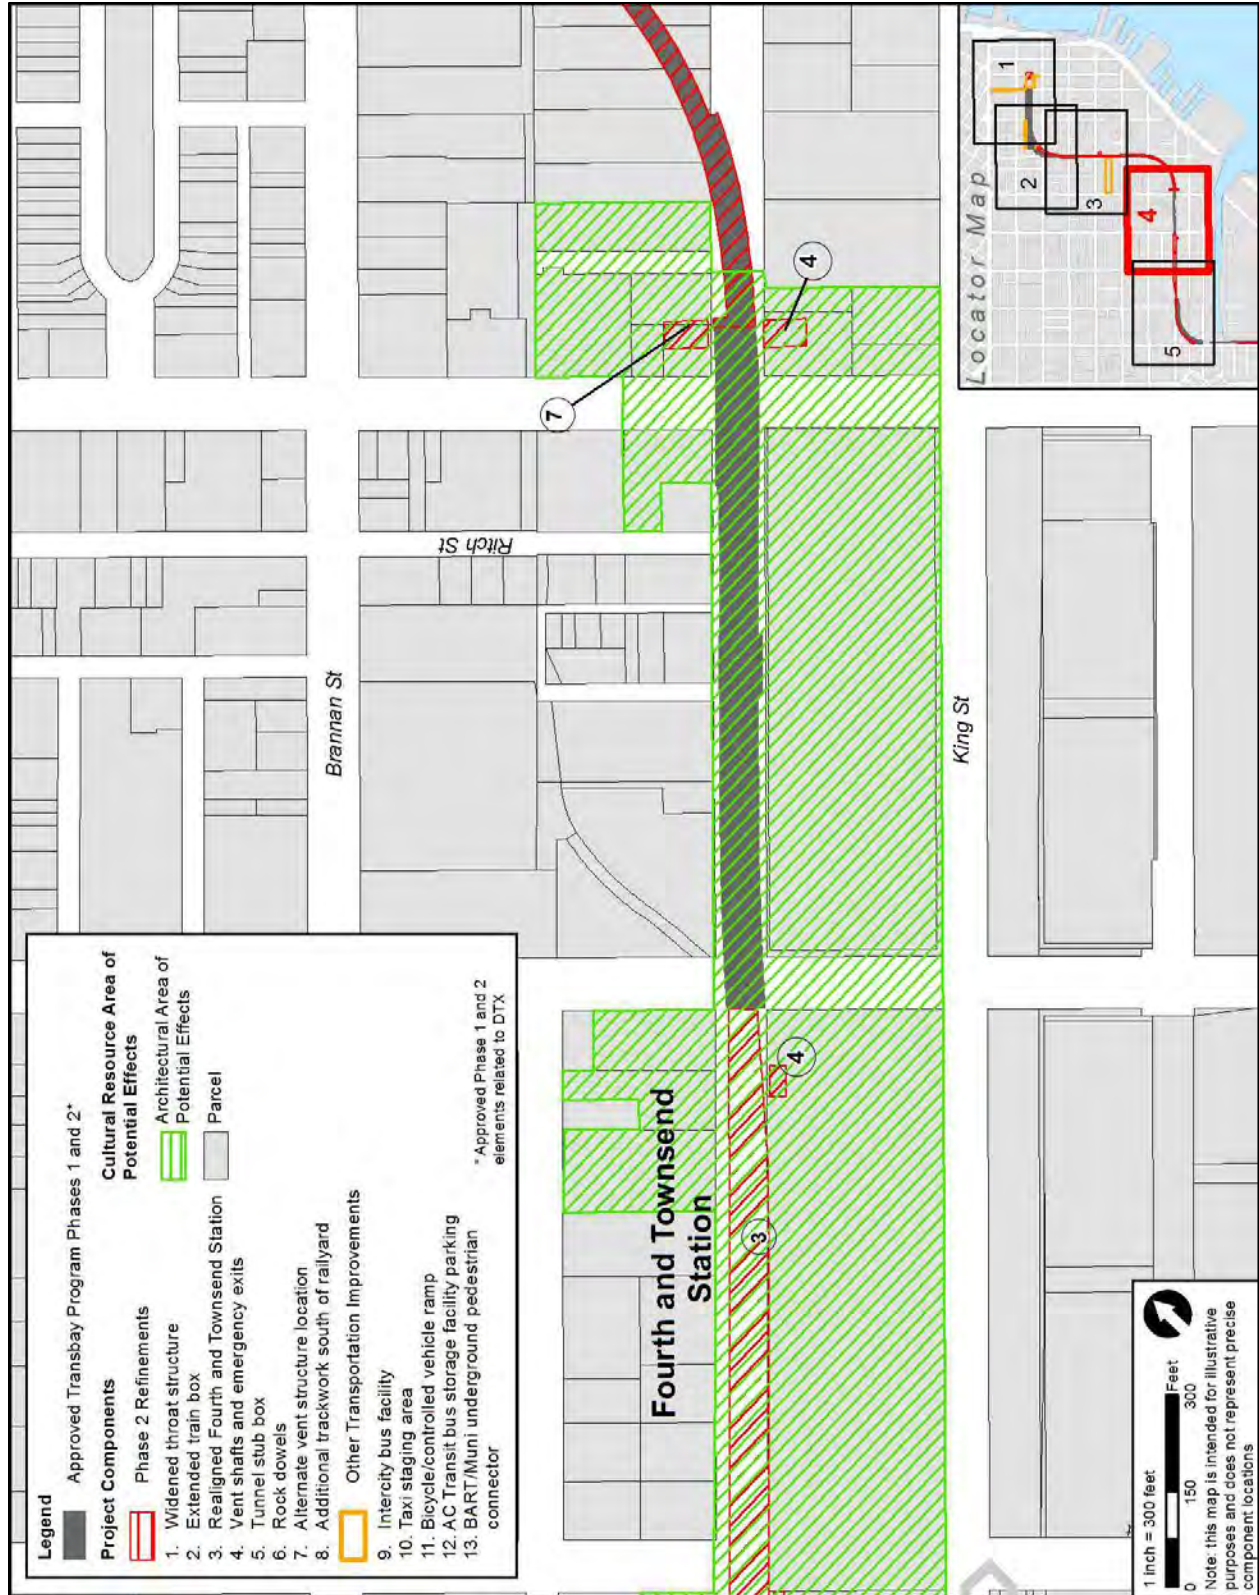 Legend
Approved Transbay Program Phases 1 and 2*
Project Components
Phase 2 Refinements
1. Widened throat structure
2. Extended train box
3. Realigned Fourth and Townsend Station
4. Vent shafts and emergency exits
5. Tunnel stub box
6. Rock dowels
7. Alternate vent structure location
8. Additional trackwork south of railyard
Other Transportation Improvements
9. Intercity bus facility
10. Taxi staging area
11. Bicycle/controlled vehicle ramp
12. AC Transit bus storage facility parking
13. BART/Muni underground pedestrian
connector
Cultural Resource Area of
Potential Effects
Architectural Area of
Potential Effects
Parcel
* Approved Phase 1 and 2
elements related to DTX
Brannan St
Ritch St
King St
Fourth and Townsend
Station
3
4
7
4
1 inch = 300 feet
0 150 300
Feet
Note: this map is intended for illustrative
purposes and does not represent precise
component locations
Locator Map
1
2
3
4
5